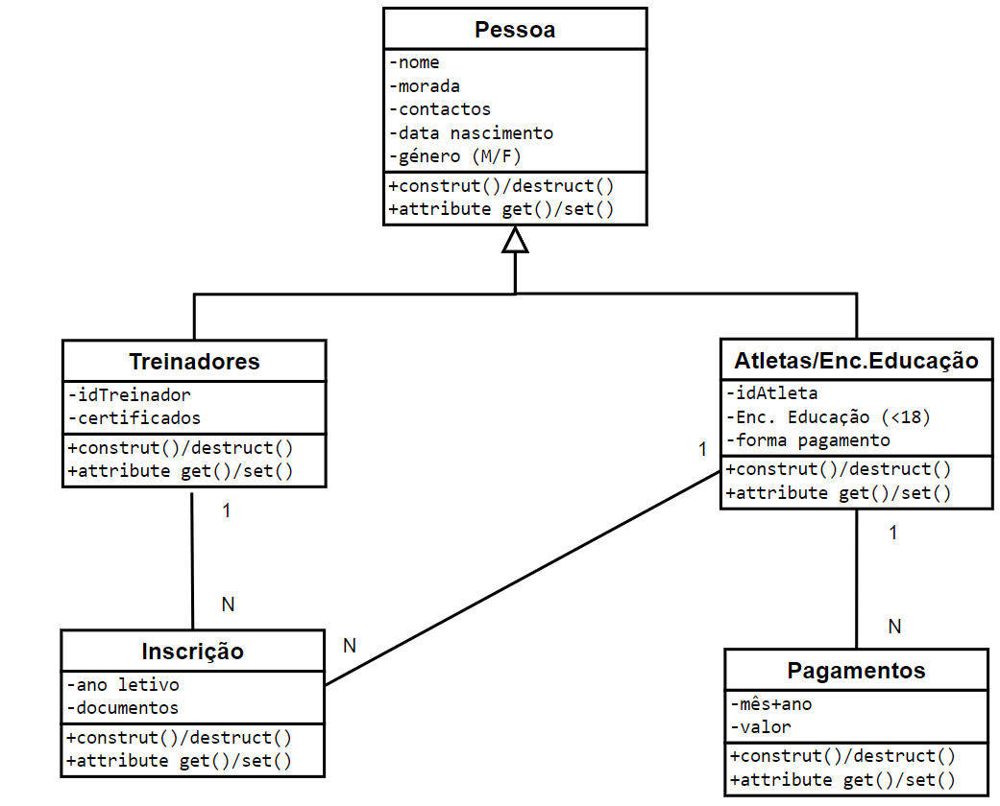 Pessoa
-nome
-morada
-contactos
-data nascimento
-género (M/F)
+construt()/destruct()
+attribute get()/set()
Treinadores
-idTreinador
-certificados
+construt()/destruct()
+attribute get()/set()
Atletas/Enc.Educação
-idAtleta
-Enc. Educação (<18)
-forma pagamento
+construt()/destruct()
+attribute get()/set()
1
1
1
N
N
N
Inscrição
-ano letivo
-documentos
+construt()/destruct()
+attribute get()/set()
Pagamentos
-mês+ano
-valor
+construt()/destruct()
+attribute get()/set()